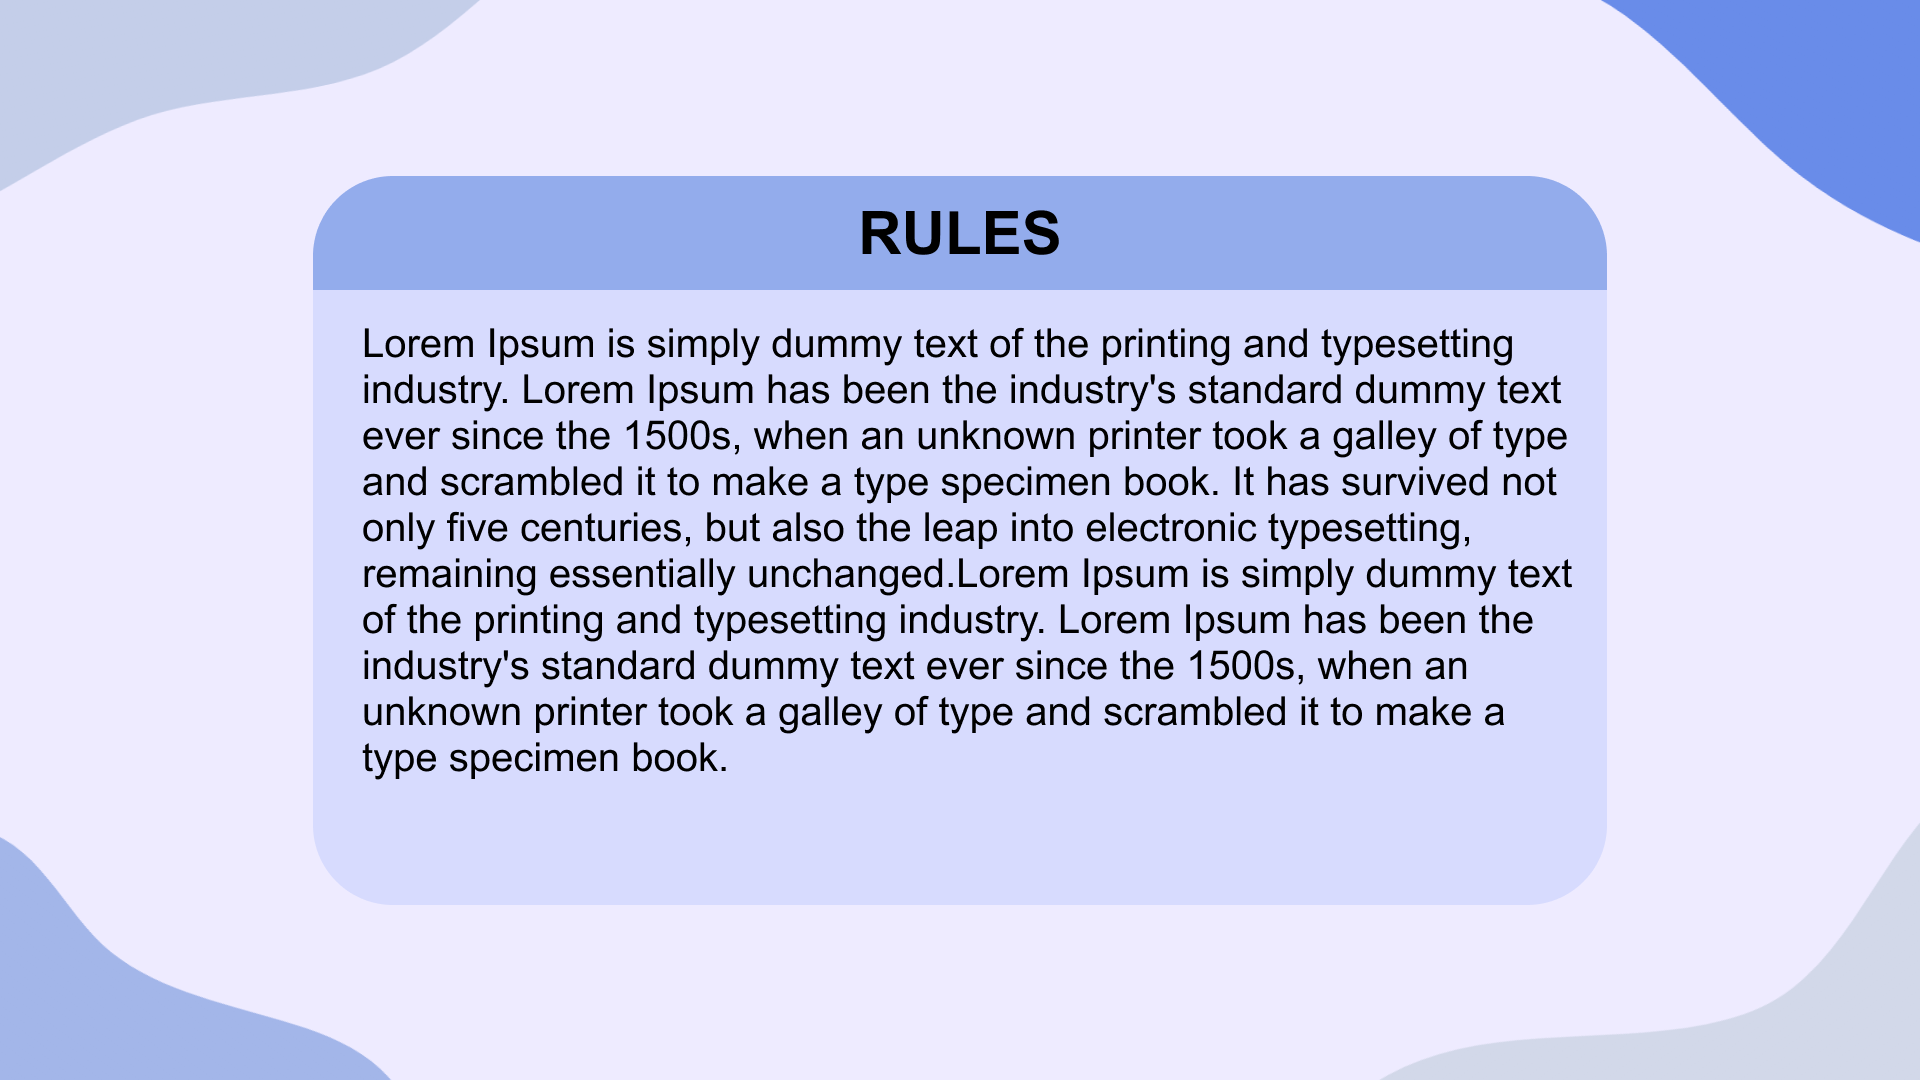 RULES
Lorem Ipsum is simply dummy text of the printing and typesetting
industry. Lorem Ipsum has been the industry's standard dummy text
ever since the 1500s, when an unknown printer took a galley of type
and scrambled it to make a type specimen book. It has survived not
only five centuries, but also the leap into electronic typesetting,
remaining essentially unchanged.Lorem Ipsum is simply dummy text
of the printing and typesetting industry. Lorem Ipsum has been the
industry's standard dummy text ever since the 1500s, when an
unknown printer took a galley of type and scrambled it to make a
type specimen book.